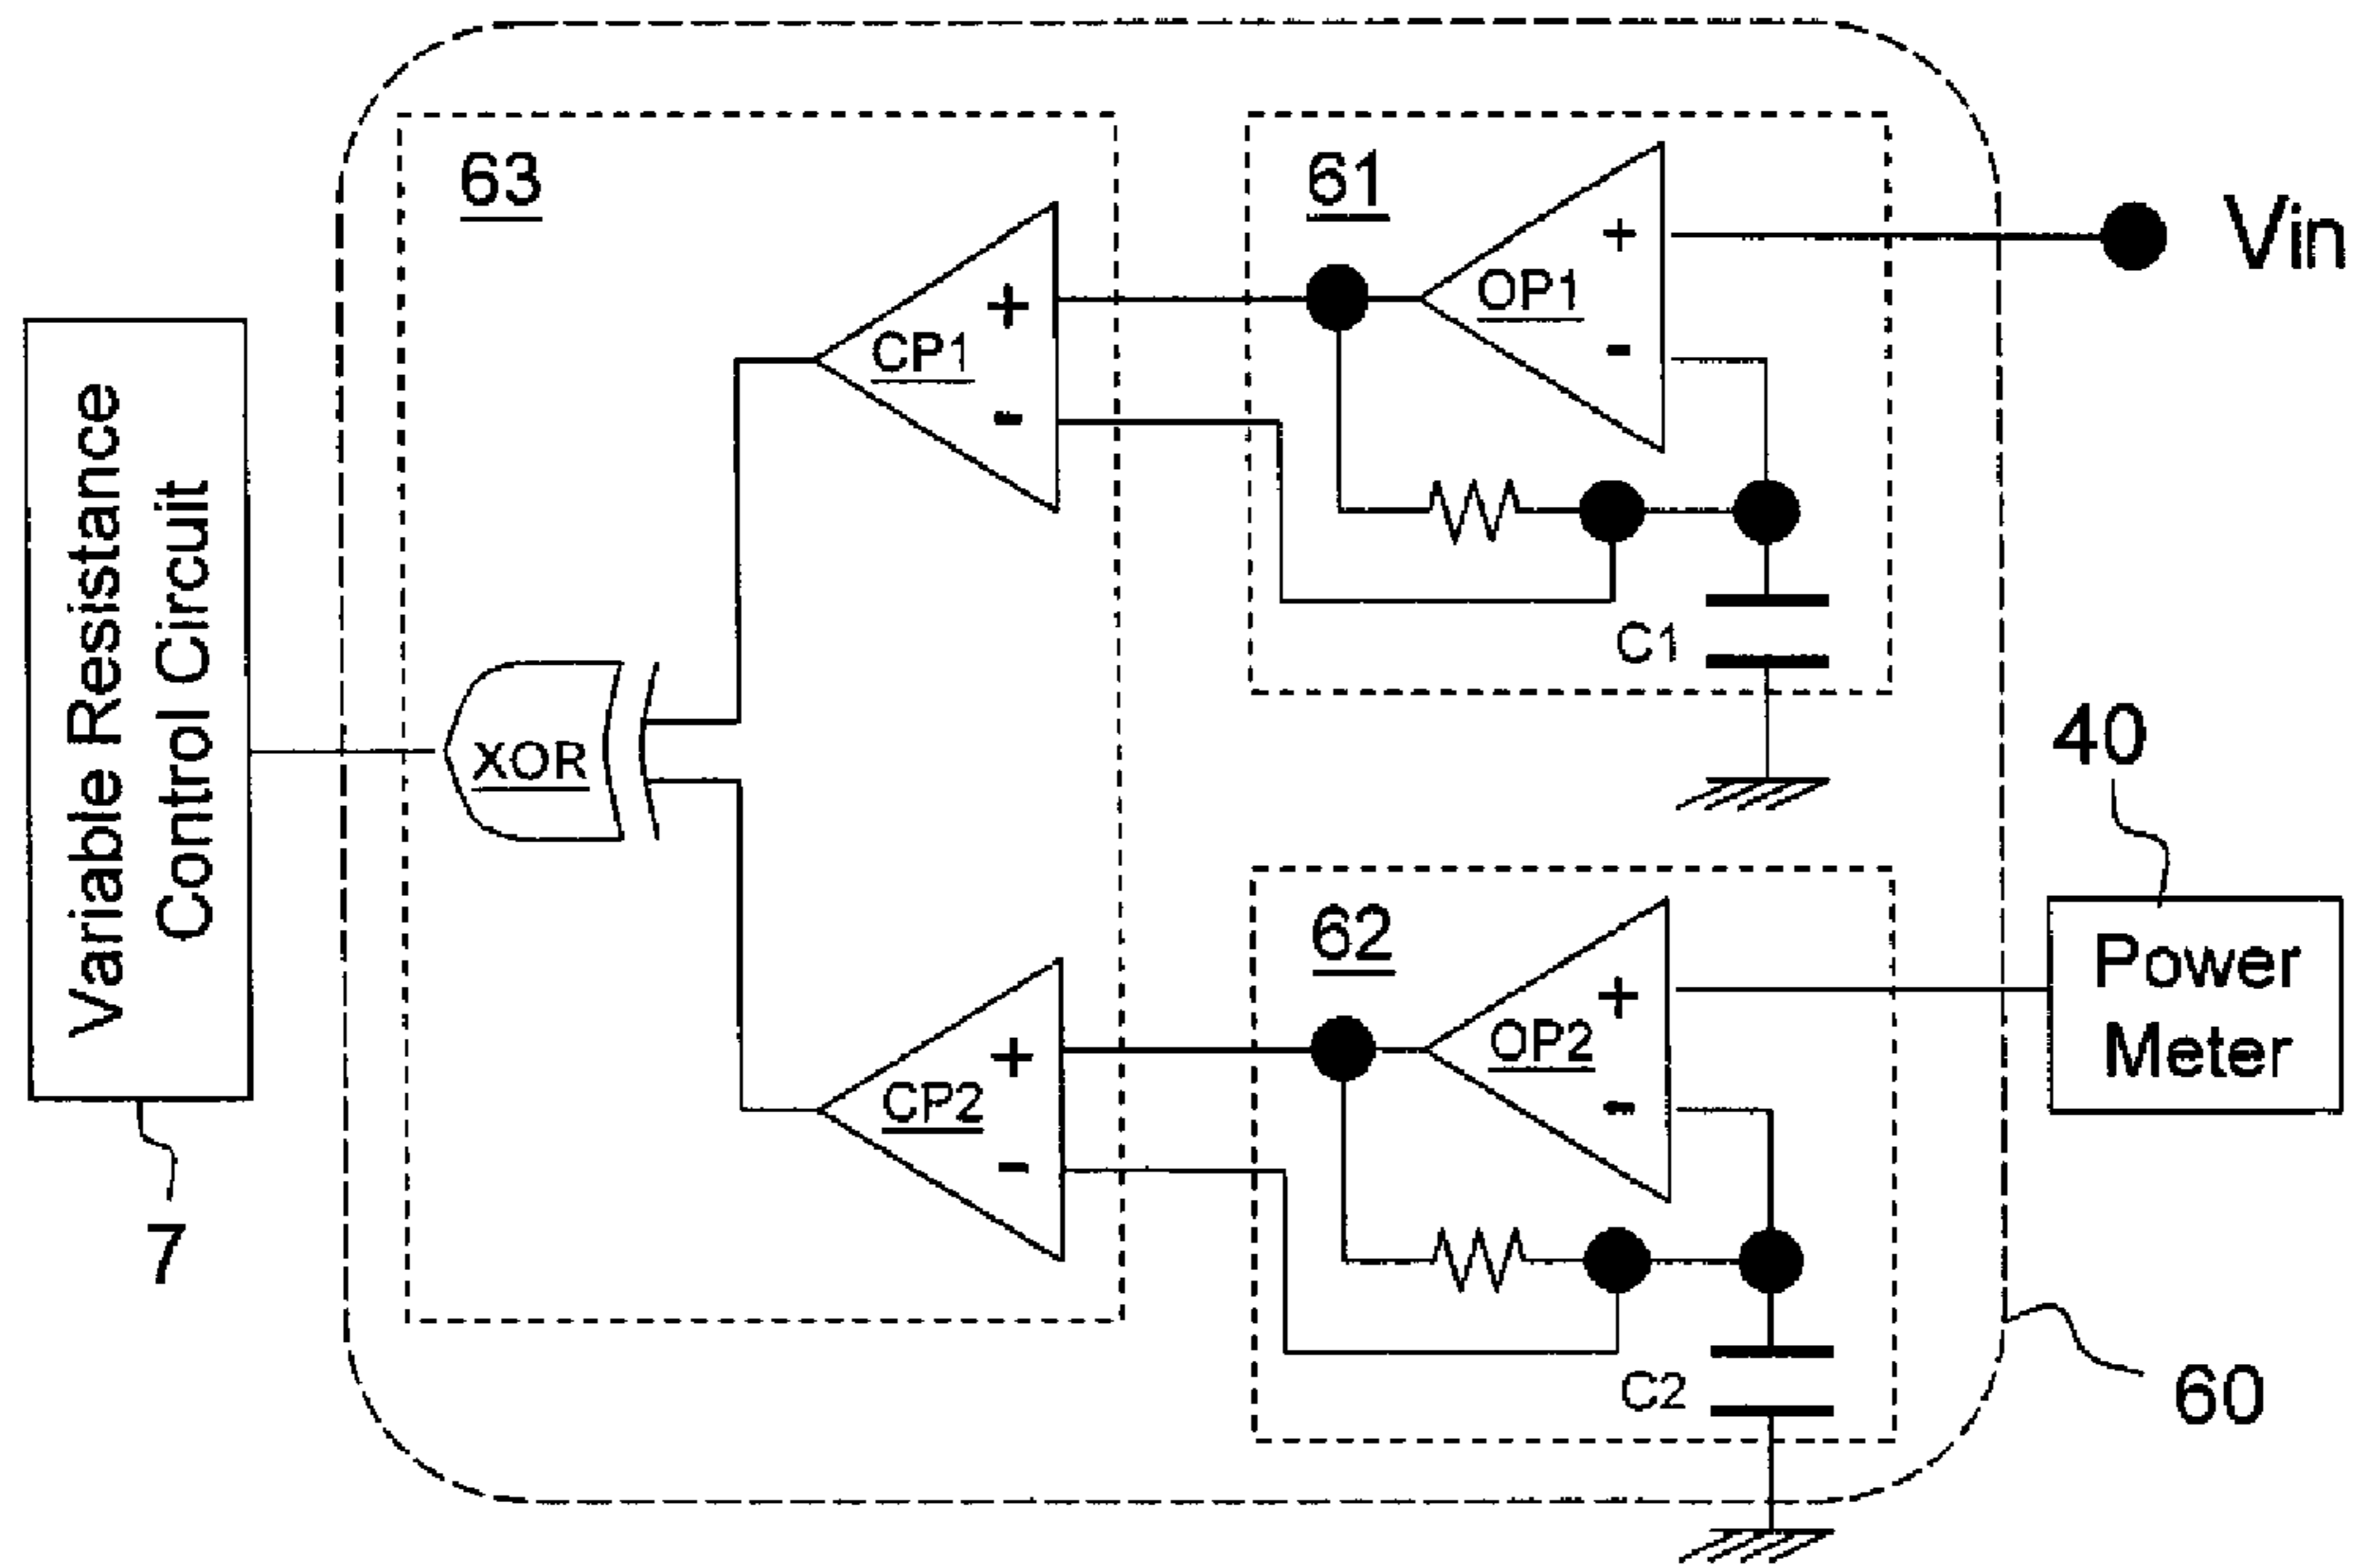 63
61
+
OP1
-
Vin
+
CP1
-
C1
Variable Resistance
Control Circuit
XOR
40
62
+
OP2
-
Power
Meter
+
CP2
-
C2
7
60